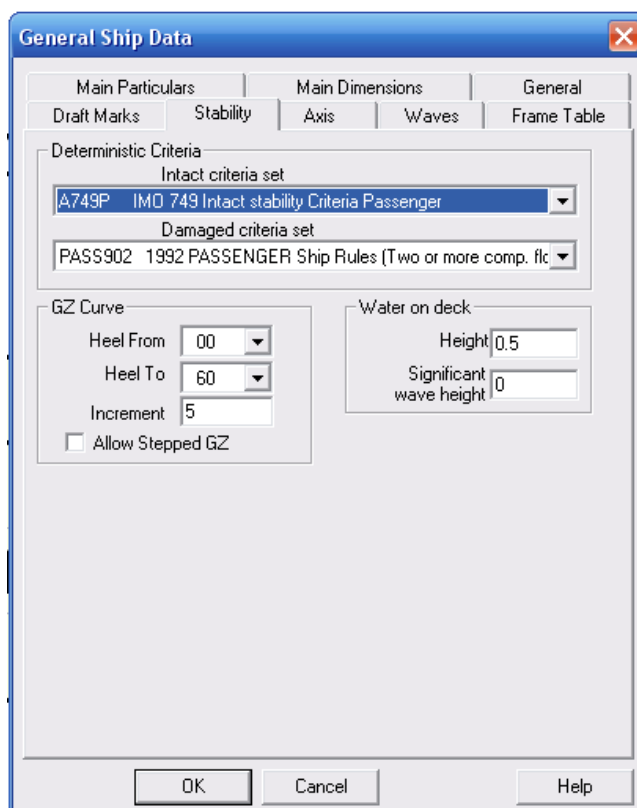 General Ship Data
Main Particulars Main Dimensions General
Draft Marks Stability Axis Waves Frame Table
Deterministic Criteria
Intact criteria set
A749P IMO 749 Intact stability Criteria Passenger
Damaged criteria set
PASS902 1992 PASSENGER Ship Rules (Two or more comp. flc
GZ Curve
Heel From 00
Heel To 60
Increment 5
Allow Stepped GZ
Water on deck
Height 0.5
Significant
wave height 0
OK Cancel Help